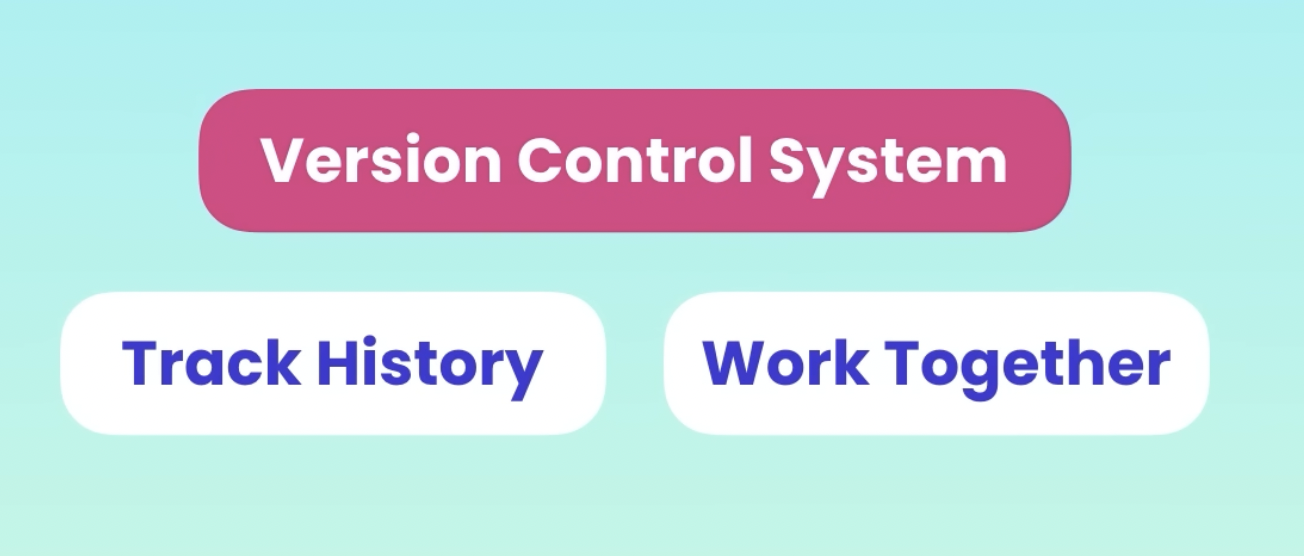 Version Control System
Track History
Work Together